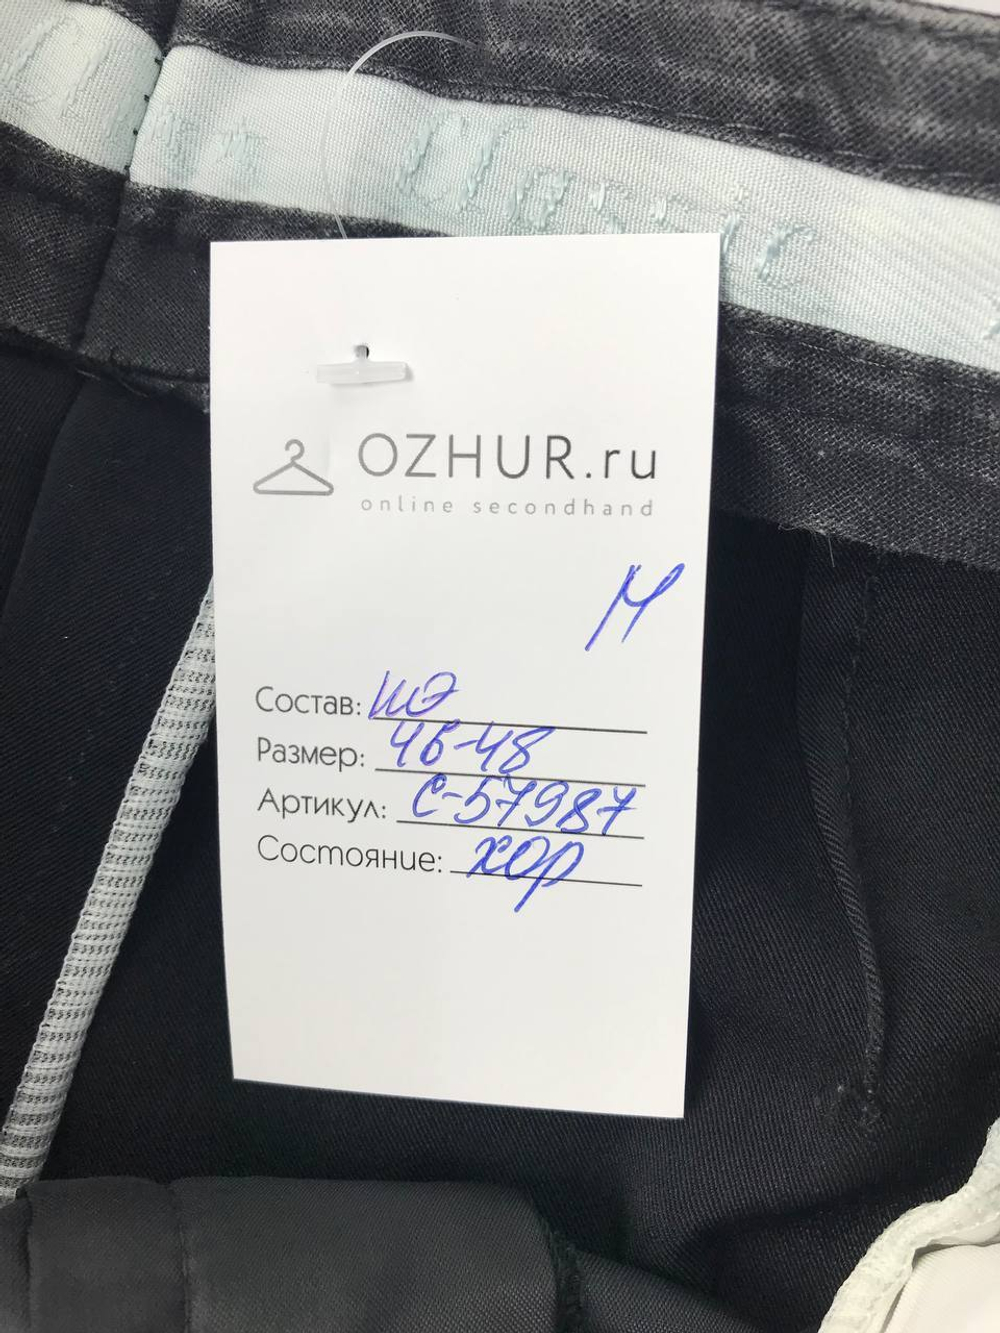 OZHUR.ru
online secondhand
М
Состав: шэ
Размер: 46-48
Артикул: С-57987
Состояние: хор